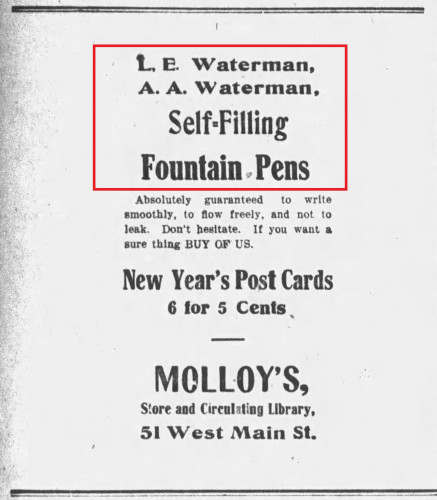 L. E. Waterman,
A. A. Waterman,
Self-Filling
Fountain Pens
Absolutely guaranteed to write
smoothly, to flow freely, and not to
leak. Don't hesitate. If you want a
sure thing BUY OF US.
New Year's Post Cards
6 for 5 Cents
MOLLOY'S,
Store and Circulating Library,
51 West Main St.